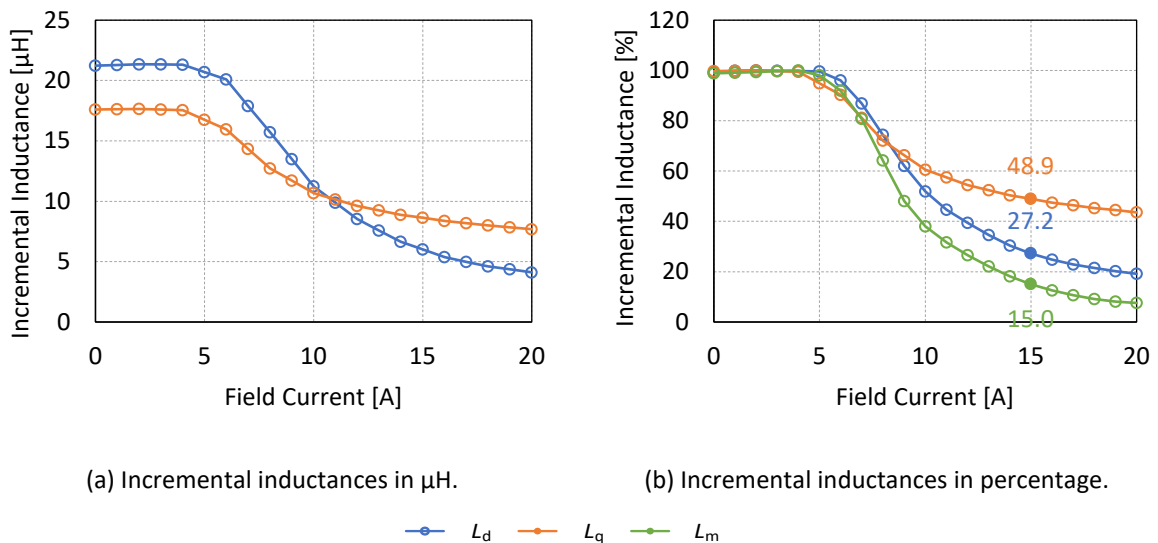 Incremental Inductance [µH]
25
20
15
10
5
0
0 5 10 15 20
Field Current [A]
(a) Incremental inductances in µH.
Incremental Inductance [%]
120
100
80
60
40
20
0
48.9
27.2
15.0
0 5 10 15 20
Field Current [A]
(b) Incremental inductances in percentage.
Ld Lq Lm